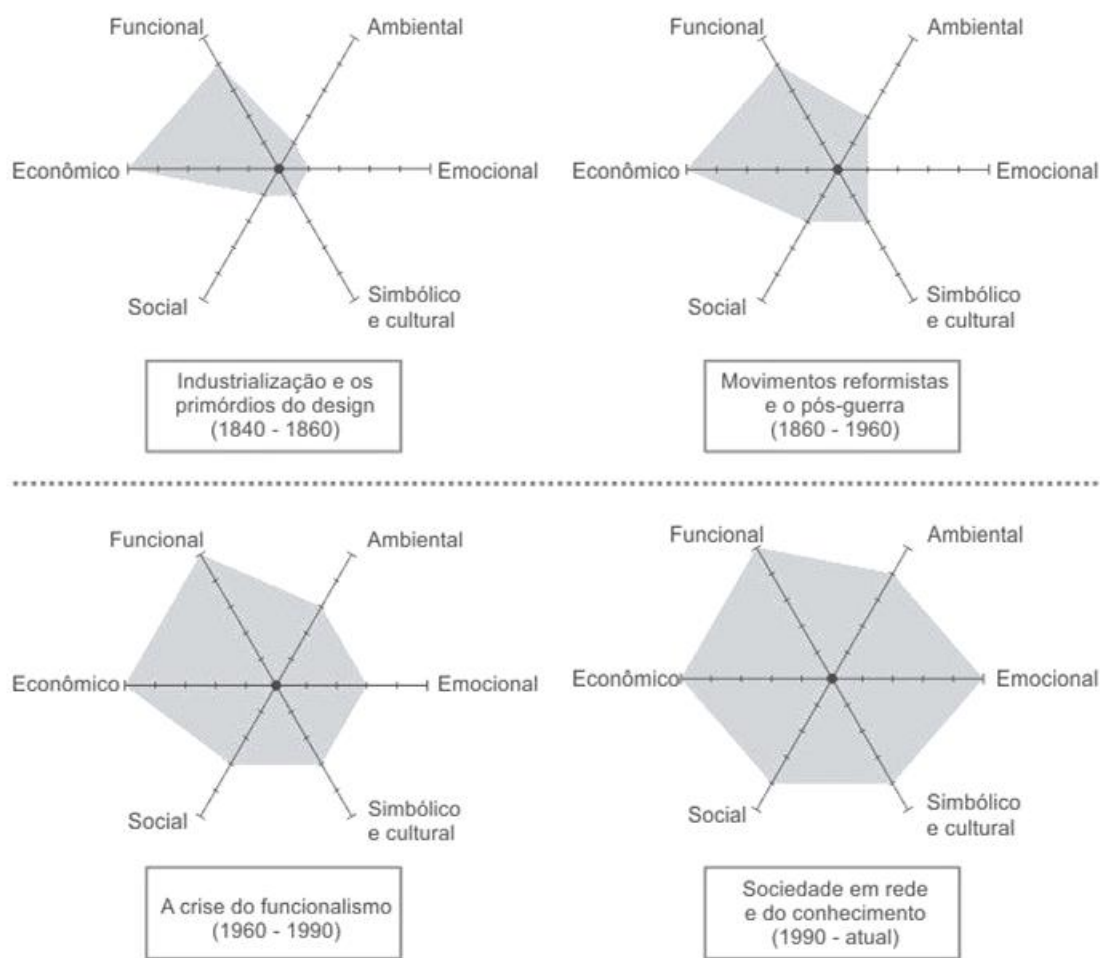 Funcional
Ambiental
Econômico
Emocional
Social
Simbólico
e cultural
Industrialização e os
primórdios do design
(1840 - 1860)
Funcional
Ambiental
Econômico
Emocional
Social
Simbólico
e cultural
Movimentos reformistas
e o pós-guerra
(1860 - 1960)
Funcional
Ambiental
Econômico
Emocional
Social
Simbólico
e cultural
A crise do funcionalismo
(1960 - 1990)
Funcional
Ambiental
Econômico
Emocional
Social
Simbólico
e cultural
Sociedade em rede
e do conhecimento
(1990 - atual)